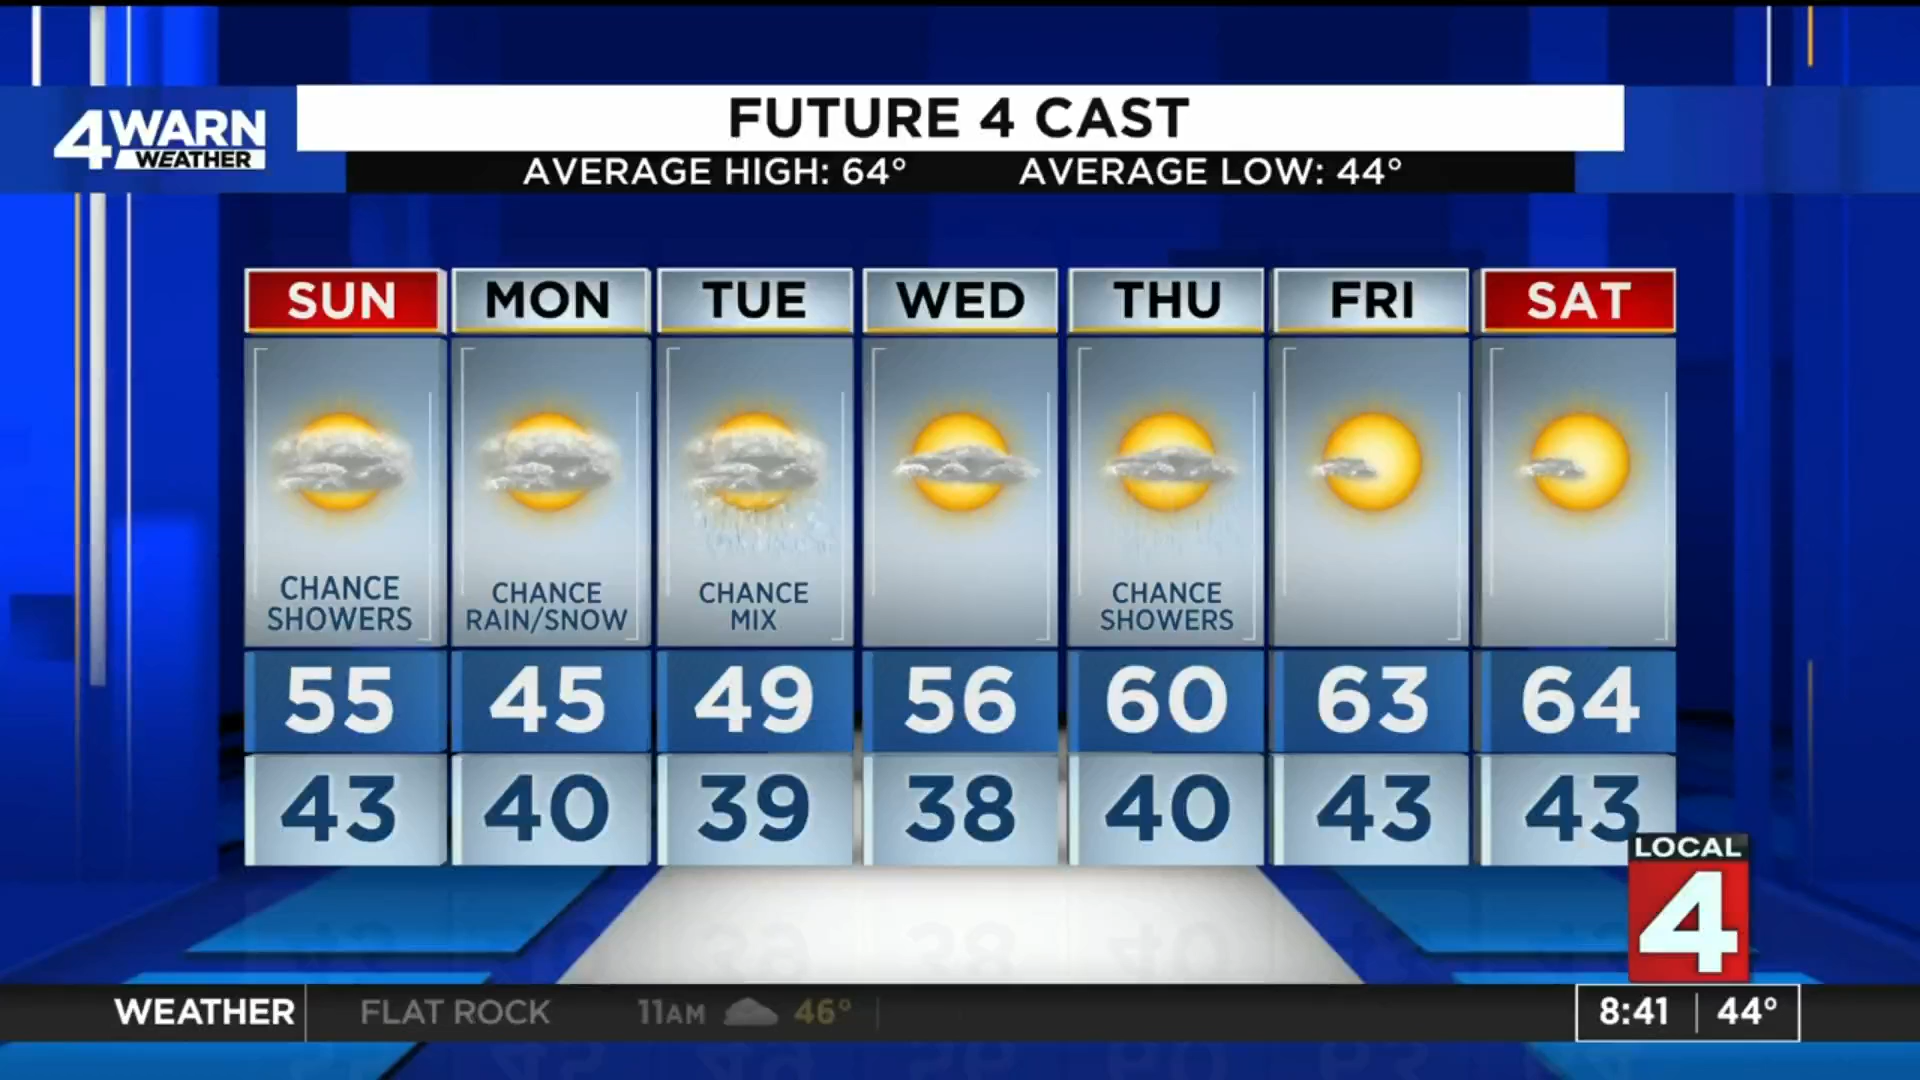 4WARN
WEATHER
FUTURE 4 CAST
AVERAGE HIGH: 64° AVERAGE LOW: 44°
SUN MON TUE WED THU FRI SAT
CHANCE
SHOWERS
CHANCE
RAIN/SNOW
CHANCE
MIX
CHANCE
SHOWERS
55 45 49 56 60 63 64
43 40 39 38 40 43 43
LOCAL
4
WEATHER FLAT ROCK 11AM 46° 8:41 44°